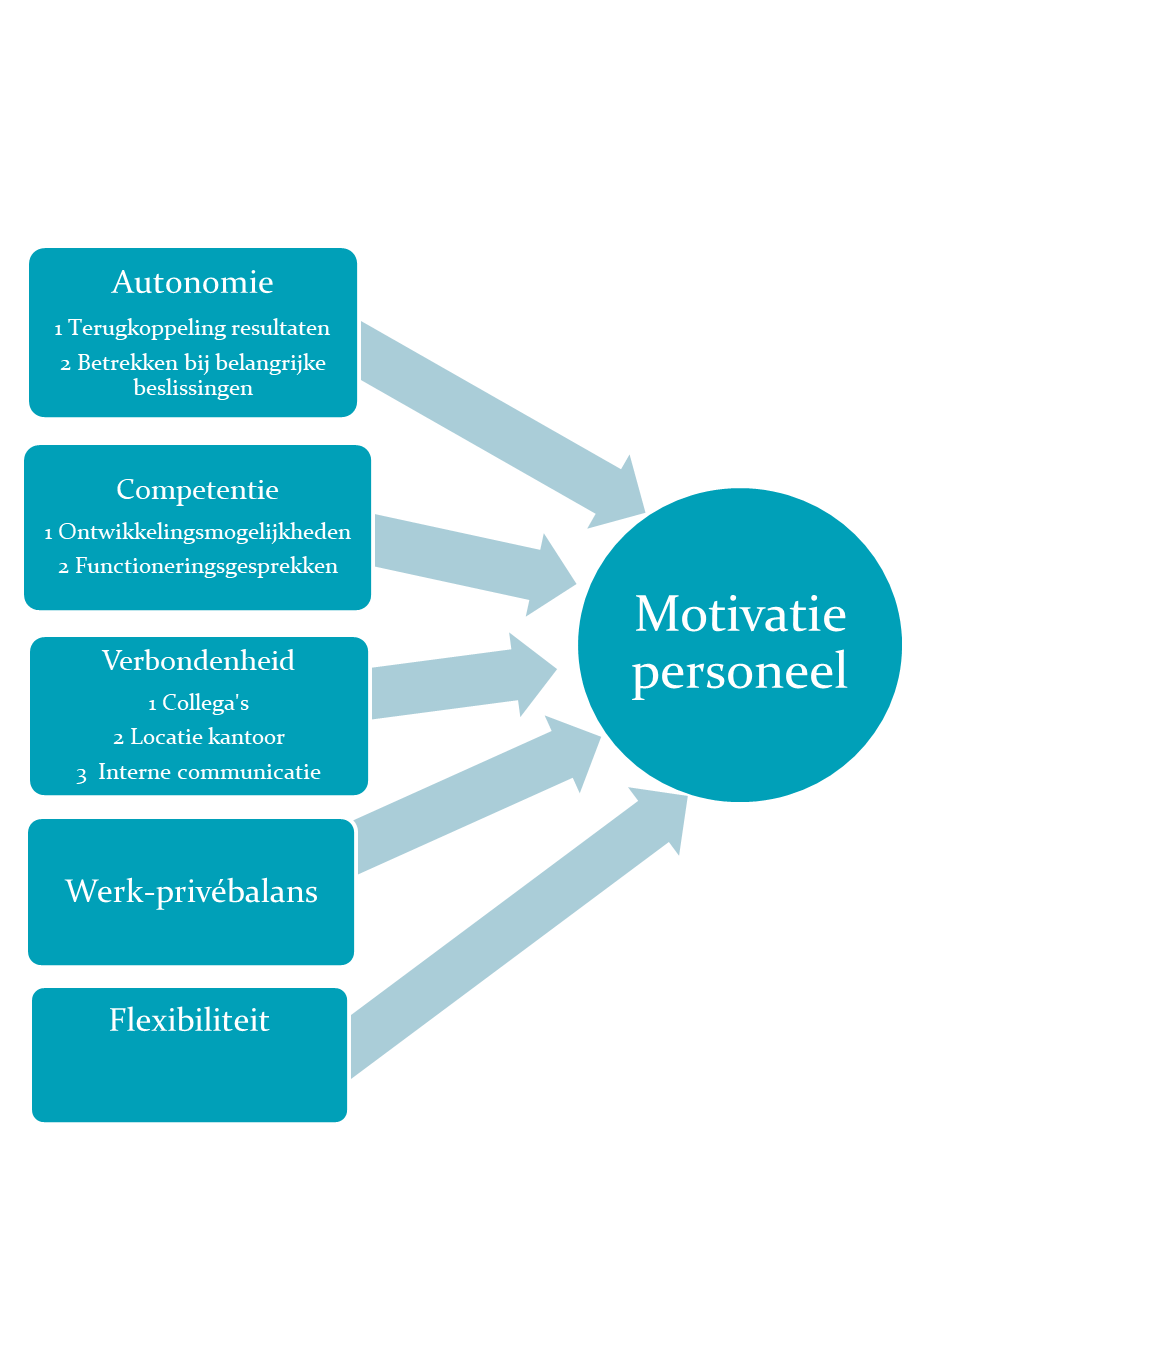 Autonomie
1 Terugkoppeling resultaten
2 Betrekken bij belangrijke
beslissingen
Competentie
1 Ontwikkelingsmogelijkheden
2 Functioneringsgesprekken
Verbondenheid
1 Collega's
2 Locatie kantoor
3  Interne communicatie
Werk-privébalans
Flexibiliteit
Motivatie
personeel